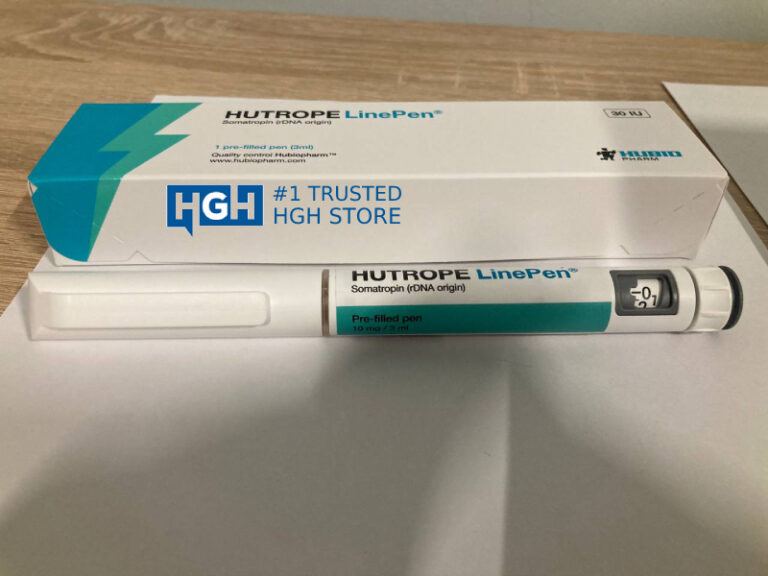 HUTROPE LinePen®
30 IU
Somatropin (rDNA origin)
1 pre-filled pen (3ml)
Quality control Hubiopharm™
www.hubiopharm.com
HUBIO
PHARM
HGH
#1 TRUSTED
HGH STORE
HUTROPE LinePen®
Somatropin (rDNA origin)
Pre-filled pen
10 mg / 3 ml
0